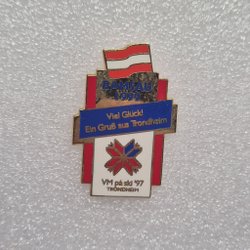 Viel Glück!
Ein Gruß aus Trondheim
VM på ski '97
TRONDHEIM